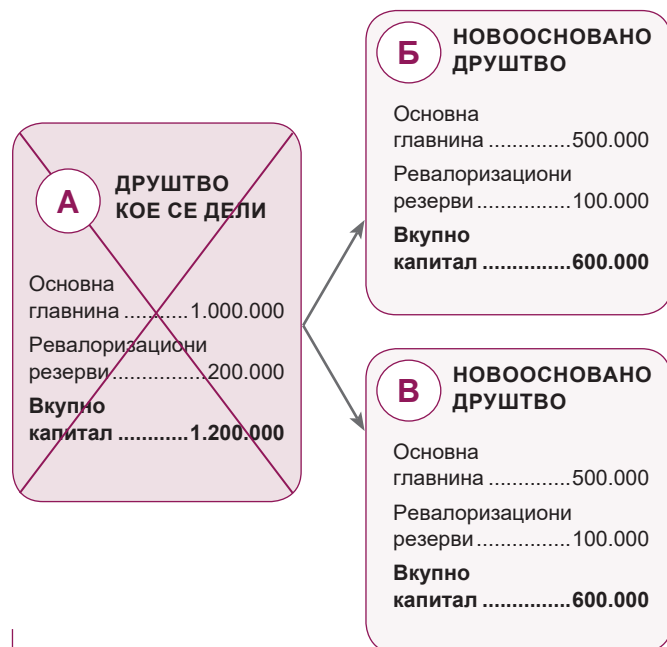 А
ДРУШТВО
КОЕ СЕ ДЕЛИ
Основна
главнина ...........1.000.000
Ревалоризациони
резерви................200.000
Вкупно
капитал ............1.200.000
Б
НОВООСНОВАНО
ДРУШТВО
Основна
главнина ..............500.000
Ревалоризациони
резерви................100.000
Вкупно
капитал ...............600.000
В
НОВООСНОВАНО
ДРУШТВО
Основна
главнина ..............500.000
Ревалоризациони
резерви................100.000
Вкупно
капитал ...............600.000